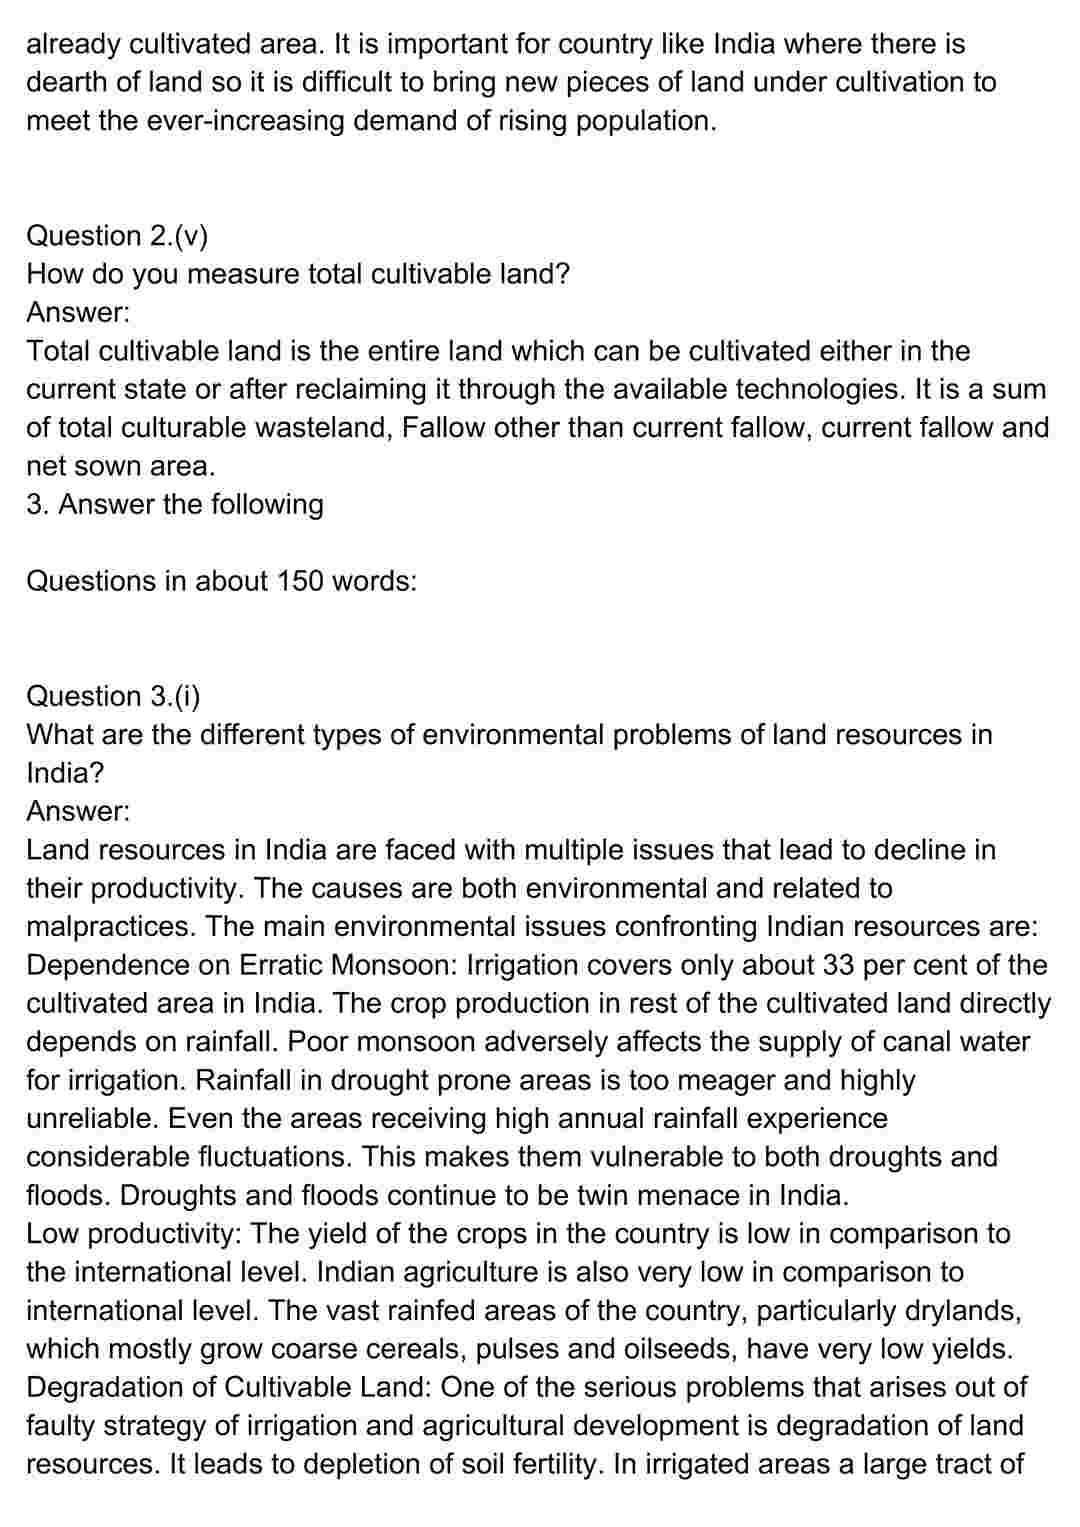 already cultivated area. It is important for country like India where there is
dearth of land so it is difficult to bring new pieces of land under cultivation to
meet the ever-increasing demand of rising population.
Question 2.(v)
How do you measure total cultivable land?
Answer:
Total cultivable land is the entire land which can be cultivated either in the
current state or after reclaiming it through the available technologies. It is a sum
of total culturable wasteland, Fallow other than current fallow, current fallow and
net sown area.
3. Answer the following
Questions in about 150 words:
Question 3.(i)
What are the different types of environmental problems of land resources in
India?
Answer:
Land resources in India are faced with multiple issues that lead to decline in
their productivity. The causes are both environmental and related to
malpractices. The main environmental issues confronting Indian resources are:
Dependence on Erratic Monsoon: Irrigation covers only about 33 per cent of the
cultivated area in India. The crop production in rest of the cultivated land directly
depends on rainfall. Poor monsoon adversely affects the supply of canal water
for irrigation. Rainfall in drought prone areas is too meager and highly
unreliable. Even the areas receiving high annual rainfall experience
considerable fluctuations. This makes them vulnerable to both droughts and
floods. Droughts and floods continue to be twin menace in India.
Low productivity: The yield of the crops in the country is low in comparison to
the international level. Indian agriculture is also very low in comparison to
international level. The vast rainfed areas of the country, particularly drylands,
which mostly grow coarse cereals, pulses and oilseeds, have very low yields.
Degradation of Cultivable Land: One of the serious problems that arises out of
faulty strategy of irrigation and agricultural development is degradation of land
resources. It leads to depletion of soil fertility. In irrigated areas a large tract of